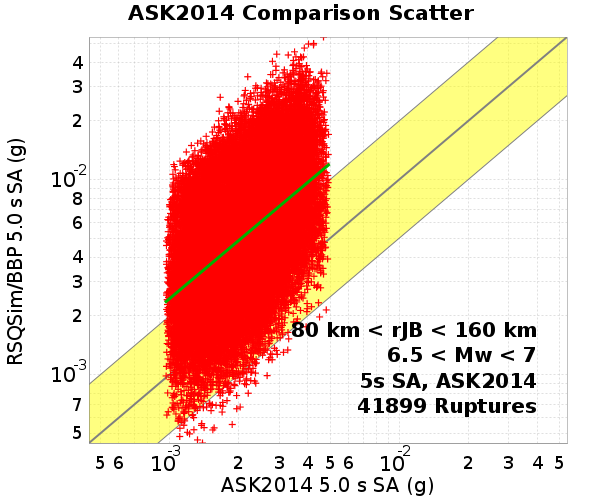 ASK2014 Comparison Scatter
RSQSim/BBP 5.0 s SA (g)
4
3
2
10-2
8
6
4
3
2
10-3
7
5
80 km < rJB < 160 km
6.5 < Mw < 7
5s SA, ASK2014
41899 Ruptures
5 6 10-3 2 3 4 5 6 10-2 2 3 4 5
ASK2014 5.0 s SA (g)